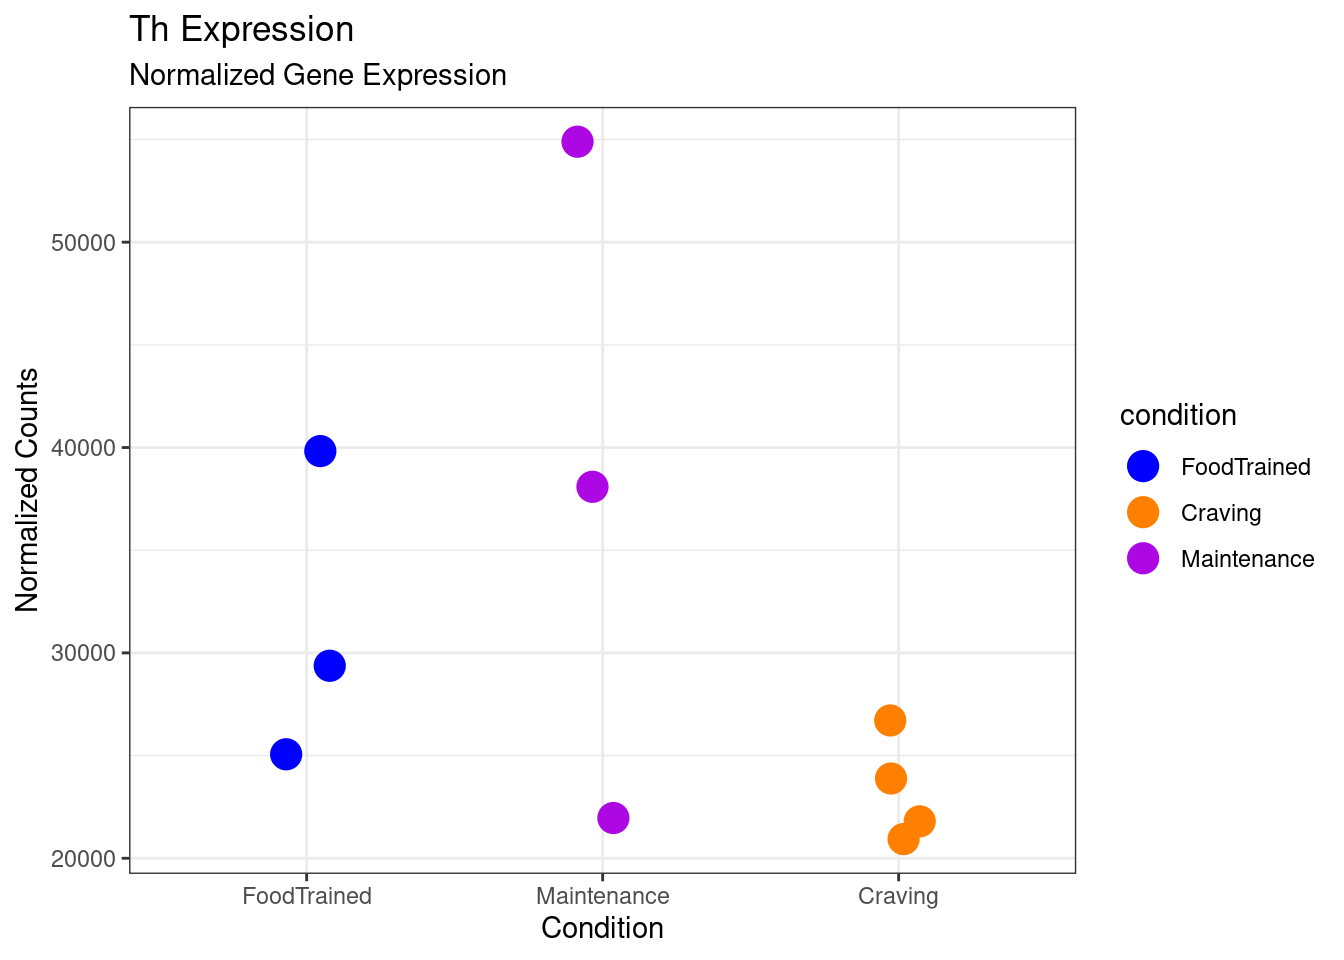 Th Expression
Normalized Gene Expression
Normalized Counts
50000
40000
30000
20000
FoodTrained
Maintenance
Craving
Condition
condition
FoodTrained
Craving
Maintenance